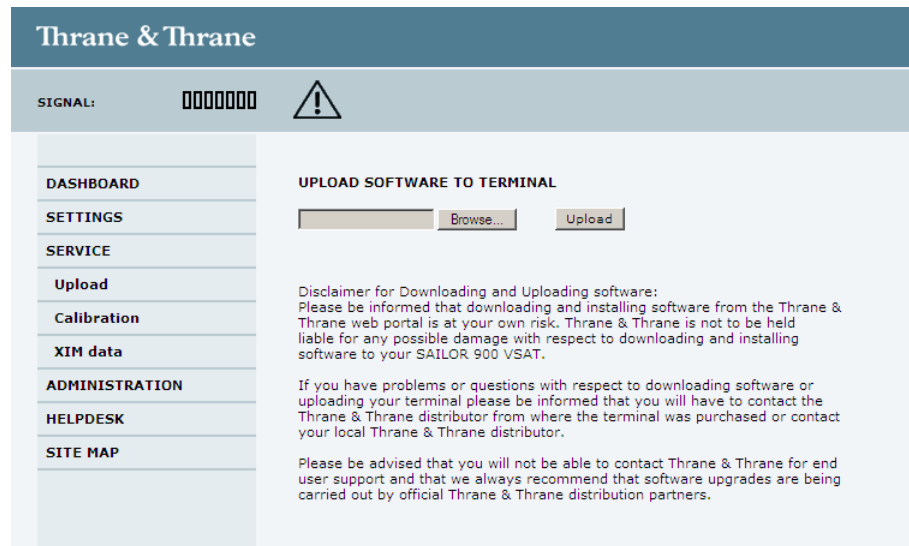 Thrane & Thrane
SIGNAL:
DASHBOARD
SETTINGS
SERVICE
Upload
Calibration
XIM data
ADMINISTRATION
HELPDESK
SITE MAP
UPLOAD SOFTWARE TO TERMINAL
Browse... Upload
Disclaimer for Downloading and Uploading software:
Please be informed that downloading and installing software from the Thrane &
Thrane web portal is at your own risk. Thrane & Thrane is not to be held
liable for any possible damage with respect to downloading and installing
software to your SAILOR 900 VSAT.
If you have problems or questions with respect to downloading software or
uploading your terminal please be informed that you will have to contact the
Thrane & Thrane distributor from where the terminal was purchased or contact
your local Thrane & Thrane distributor.
Please be advised that you will not be able to contact Thrane & Thrane for end
user support and that we always recommend that software upgrades are being
carried out by official Thrane & Thrane distribution partners.